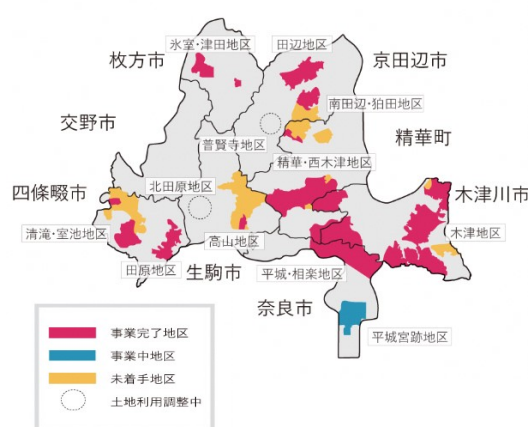 氷室・津田地区
田辺地区
枚方市
京田辺市
南田辺・狛田地区
交野市
普賢寺地区
精華町
精華・西木津地区
四條畷市
北田原地区
木津川市
清滝・室池地区
高山地区
木津地区
田原地区
生駒市
平城・相楽地区
奈良市
平城宮跡地区
事業完了地区
事業中地区
未着手地区
土地利用調整中